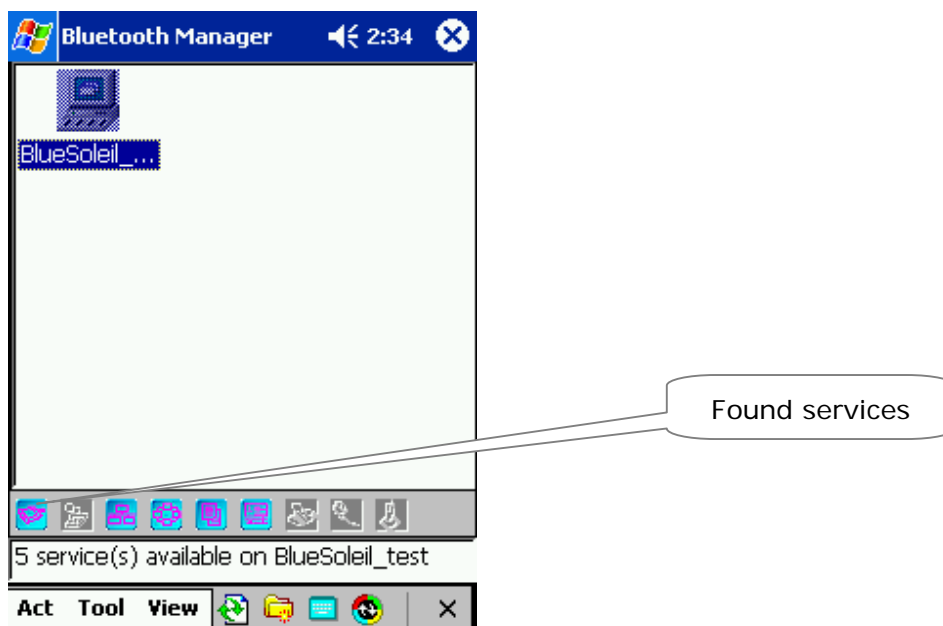 Bluetooth Manager 2:34
BlueSoleil_...
Found services
5 service(s) available on BlueSoleil_test
Act Tool View